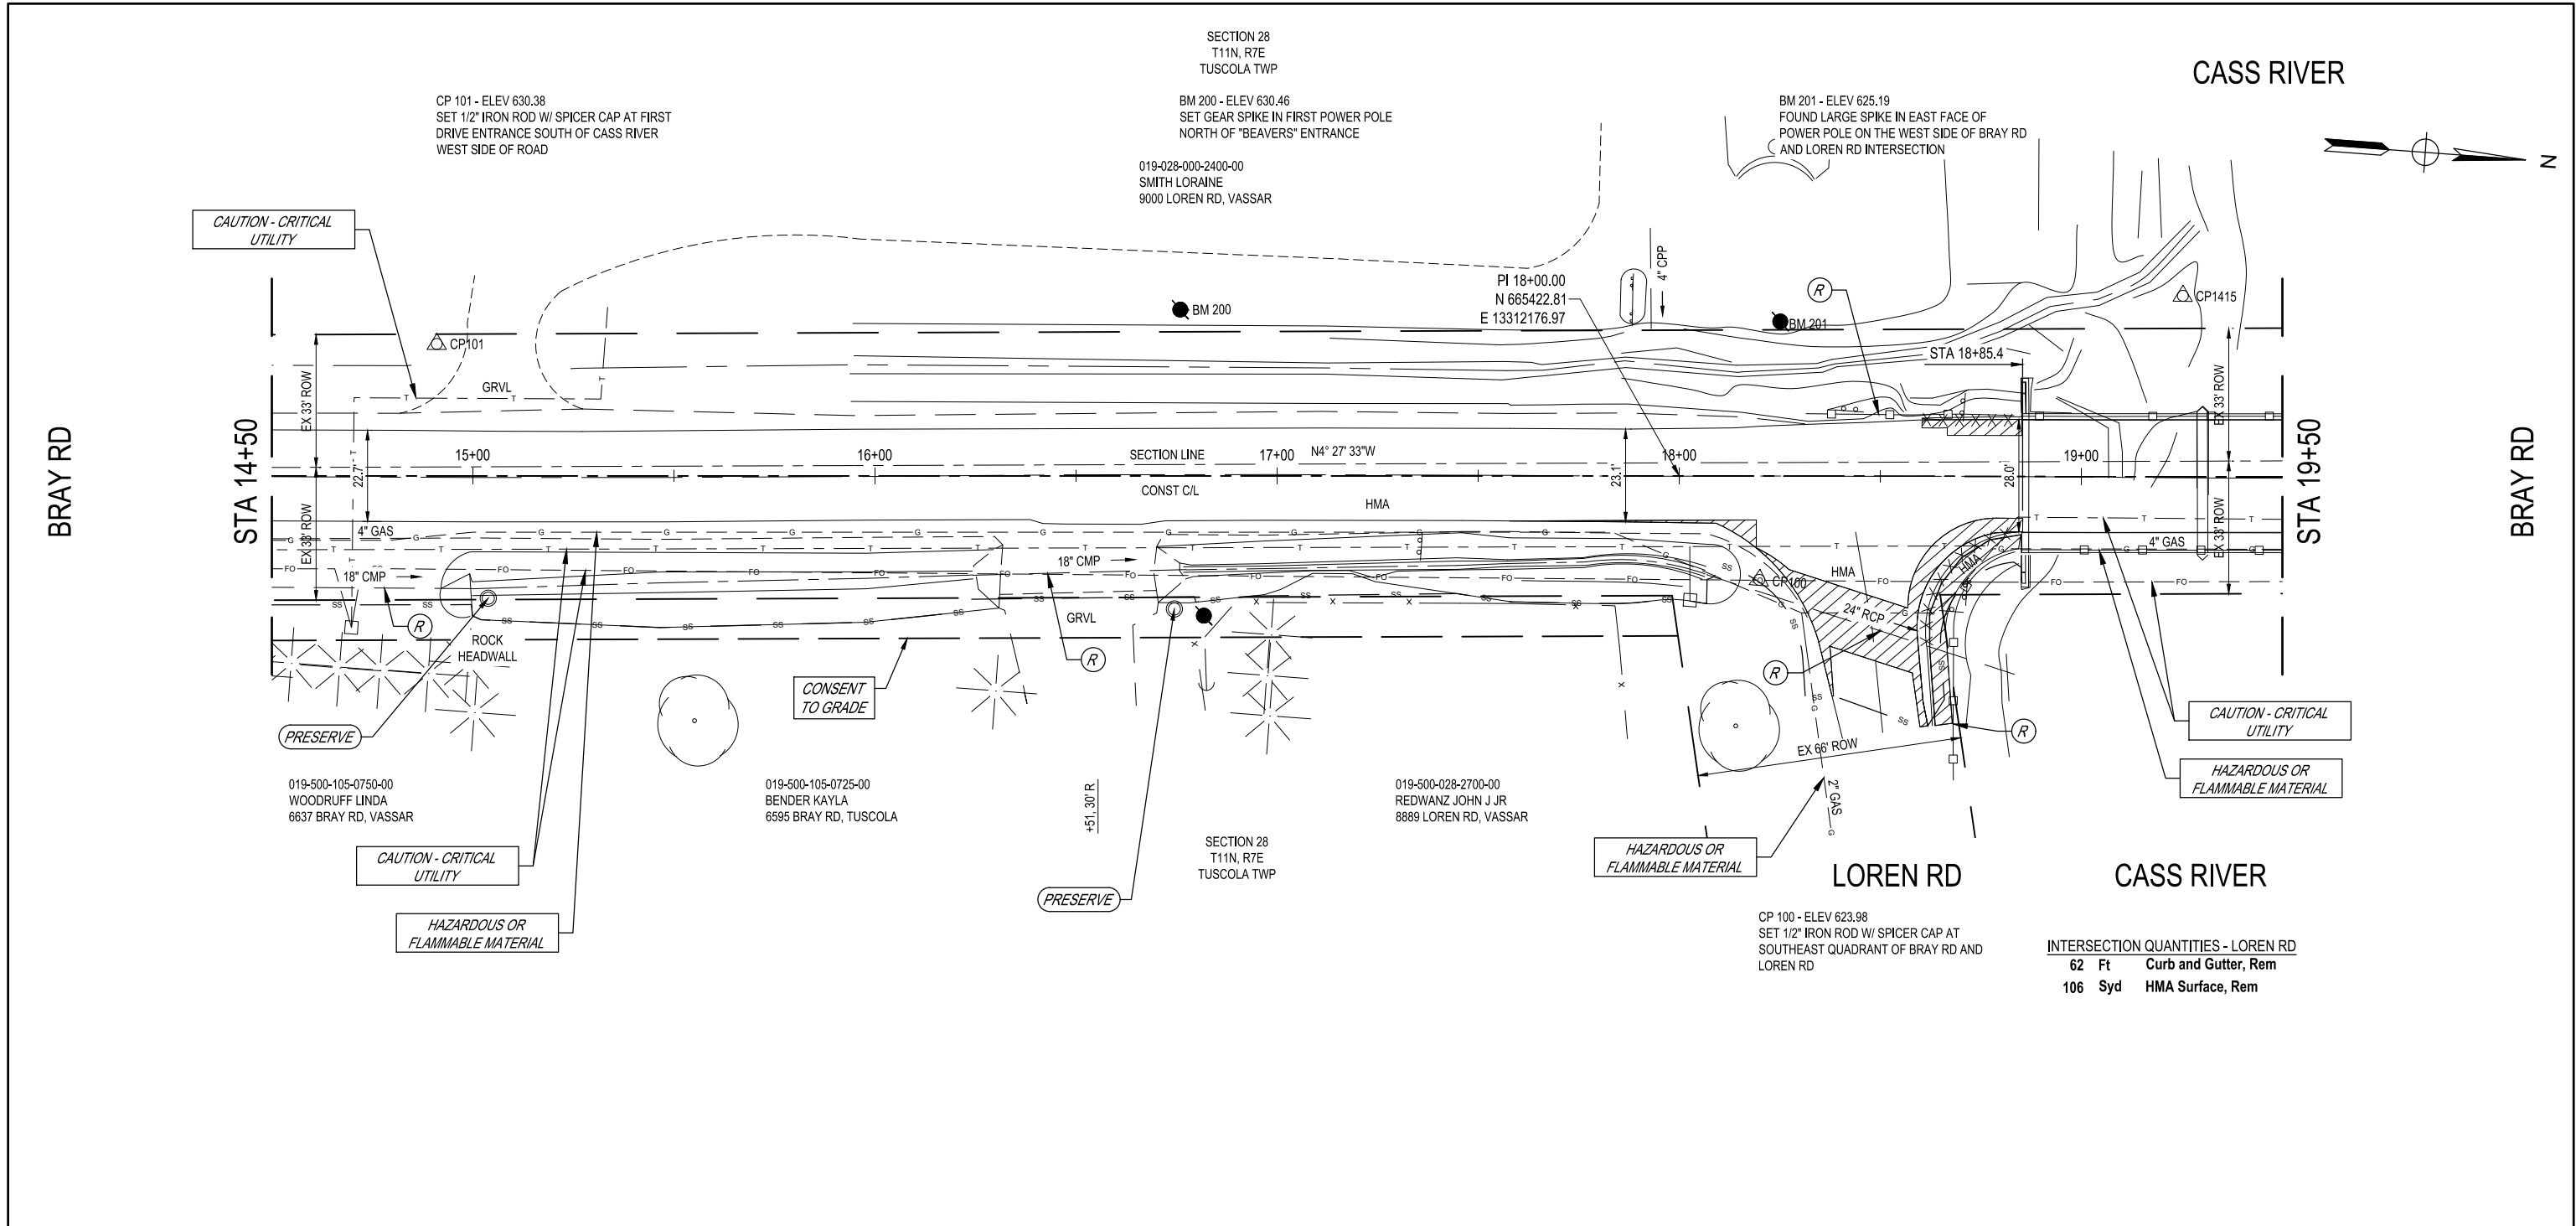 SECTION 28
T11N, R7E
TUSCOLA TWP
CASS RIVER
CP 101 - ELEV 630.38
SET 1/2" IRON ROD W/ SPICER CAP AT FIRST
DRIVE ENTRANCE SOUTH OF CASS RIVER
WEST SIDE OF ROAD
BM 200 - ELEV 630.46
SET GEAR SPIKE IN FIRST POWER POLE
NORTH OF "BEAVERS" ENTRANCE
BM 201 - ELEV 625.19
FOUND LARGE SPIKE IN EAST FACE OF
POWER POLE ON THE WEST SIDE OF BRAY RD
AND LOREN RD INTERSECTION
N
019-028-000-2400-00
SMITH LORAINE
9000 LOREN RD, VASSAR
CAUTION - CRITICAL
UTILITY
4" CPP
PI 18+00.00
N 665422.81
E 13312176.97
R
CP1415
BM 200
BM 201
CP101
STA 18+85.4
GRVL
EX 33' ROW
EX 33' ROW
BRAY RD
STA 14+50
22.7'
15+00
16+00
SECTION LINE
17+00
N4° 27' 33"W
18+00
23.1'
28.0'
19+00
STA 19+50
BRAY RD
CONST C/L
HMA
4" GAS
EX 33' ROW
EX 33' ROW
4" GAS
18" CMP
18" CMP
CP100
HMA
HMA
24" RCP
R
GRVL
ROCK
HEADWALL
R
R
CONSENT
TO GRADE
PRESERVE
EX 66' ROW
R
CAUTION - CRITICAL
UTILITY
HAZARDOUS OR
FLAMMABLE MATERIAL
019-500-105-0750-00
WOODRUFF LINDA
6637 BRAY RD, VASSAR
019-500-105-0725-00
BENDER KAYLA
6595 BRAY RD, TUSCOLA
+51, 30' R
019-500-028-2700-00
REDWANZ JOHN J JR
8889 LOREN RD, VASSAR
2" GAS
SECTION 28
T11N, R7E
TUSCOLA TWP
CAUTION - CRITICAL
UTILITY
HAZARDOUS OR
FLAMMABLE MATERIAL
PRESERVE
HAZARDOUS OR
FLAMMABLE MATERIAL
LOREN RD
CASS RIVER
CP 100 - ELEV 623.98
SET 1/2" IRON ROD W/ SPICER CAP AT
SOUTHEAST QUADRANT OF BRAY RD AND
LOREN RD
INTERSECTION QUANTITIES - LOREN RD
62 Ft Curb and Gutter, Rem
106 Syd HMA Surface, Rem